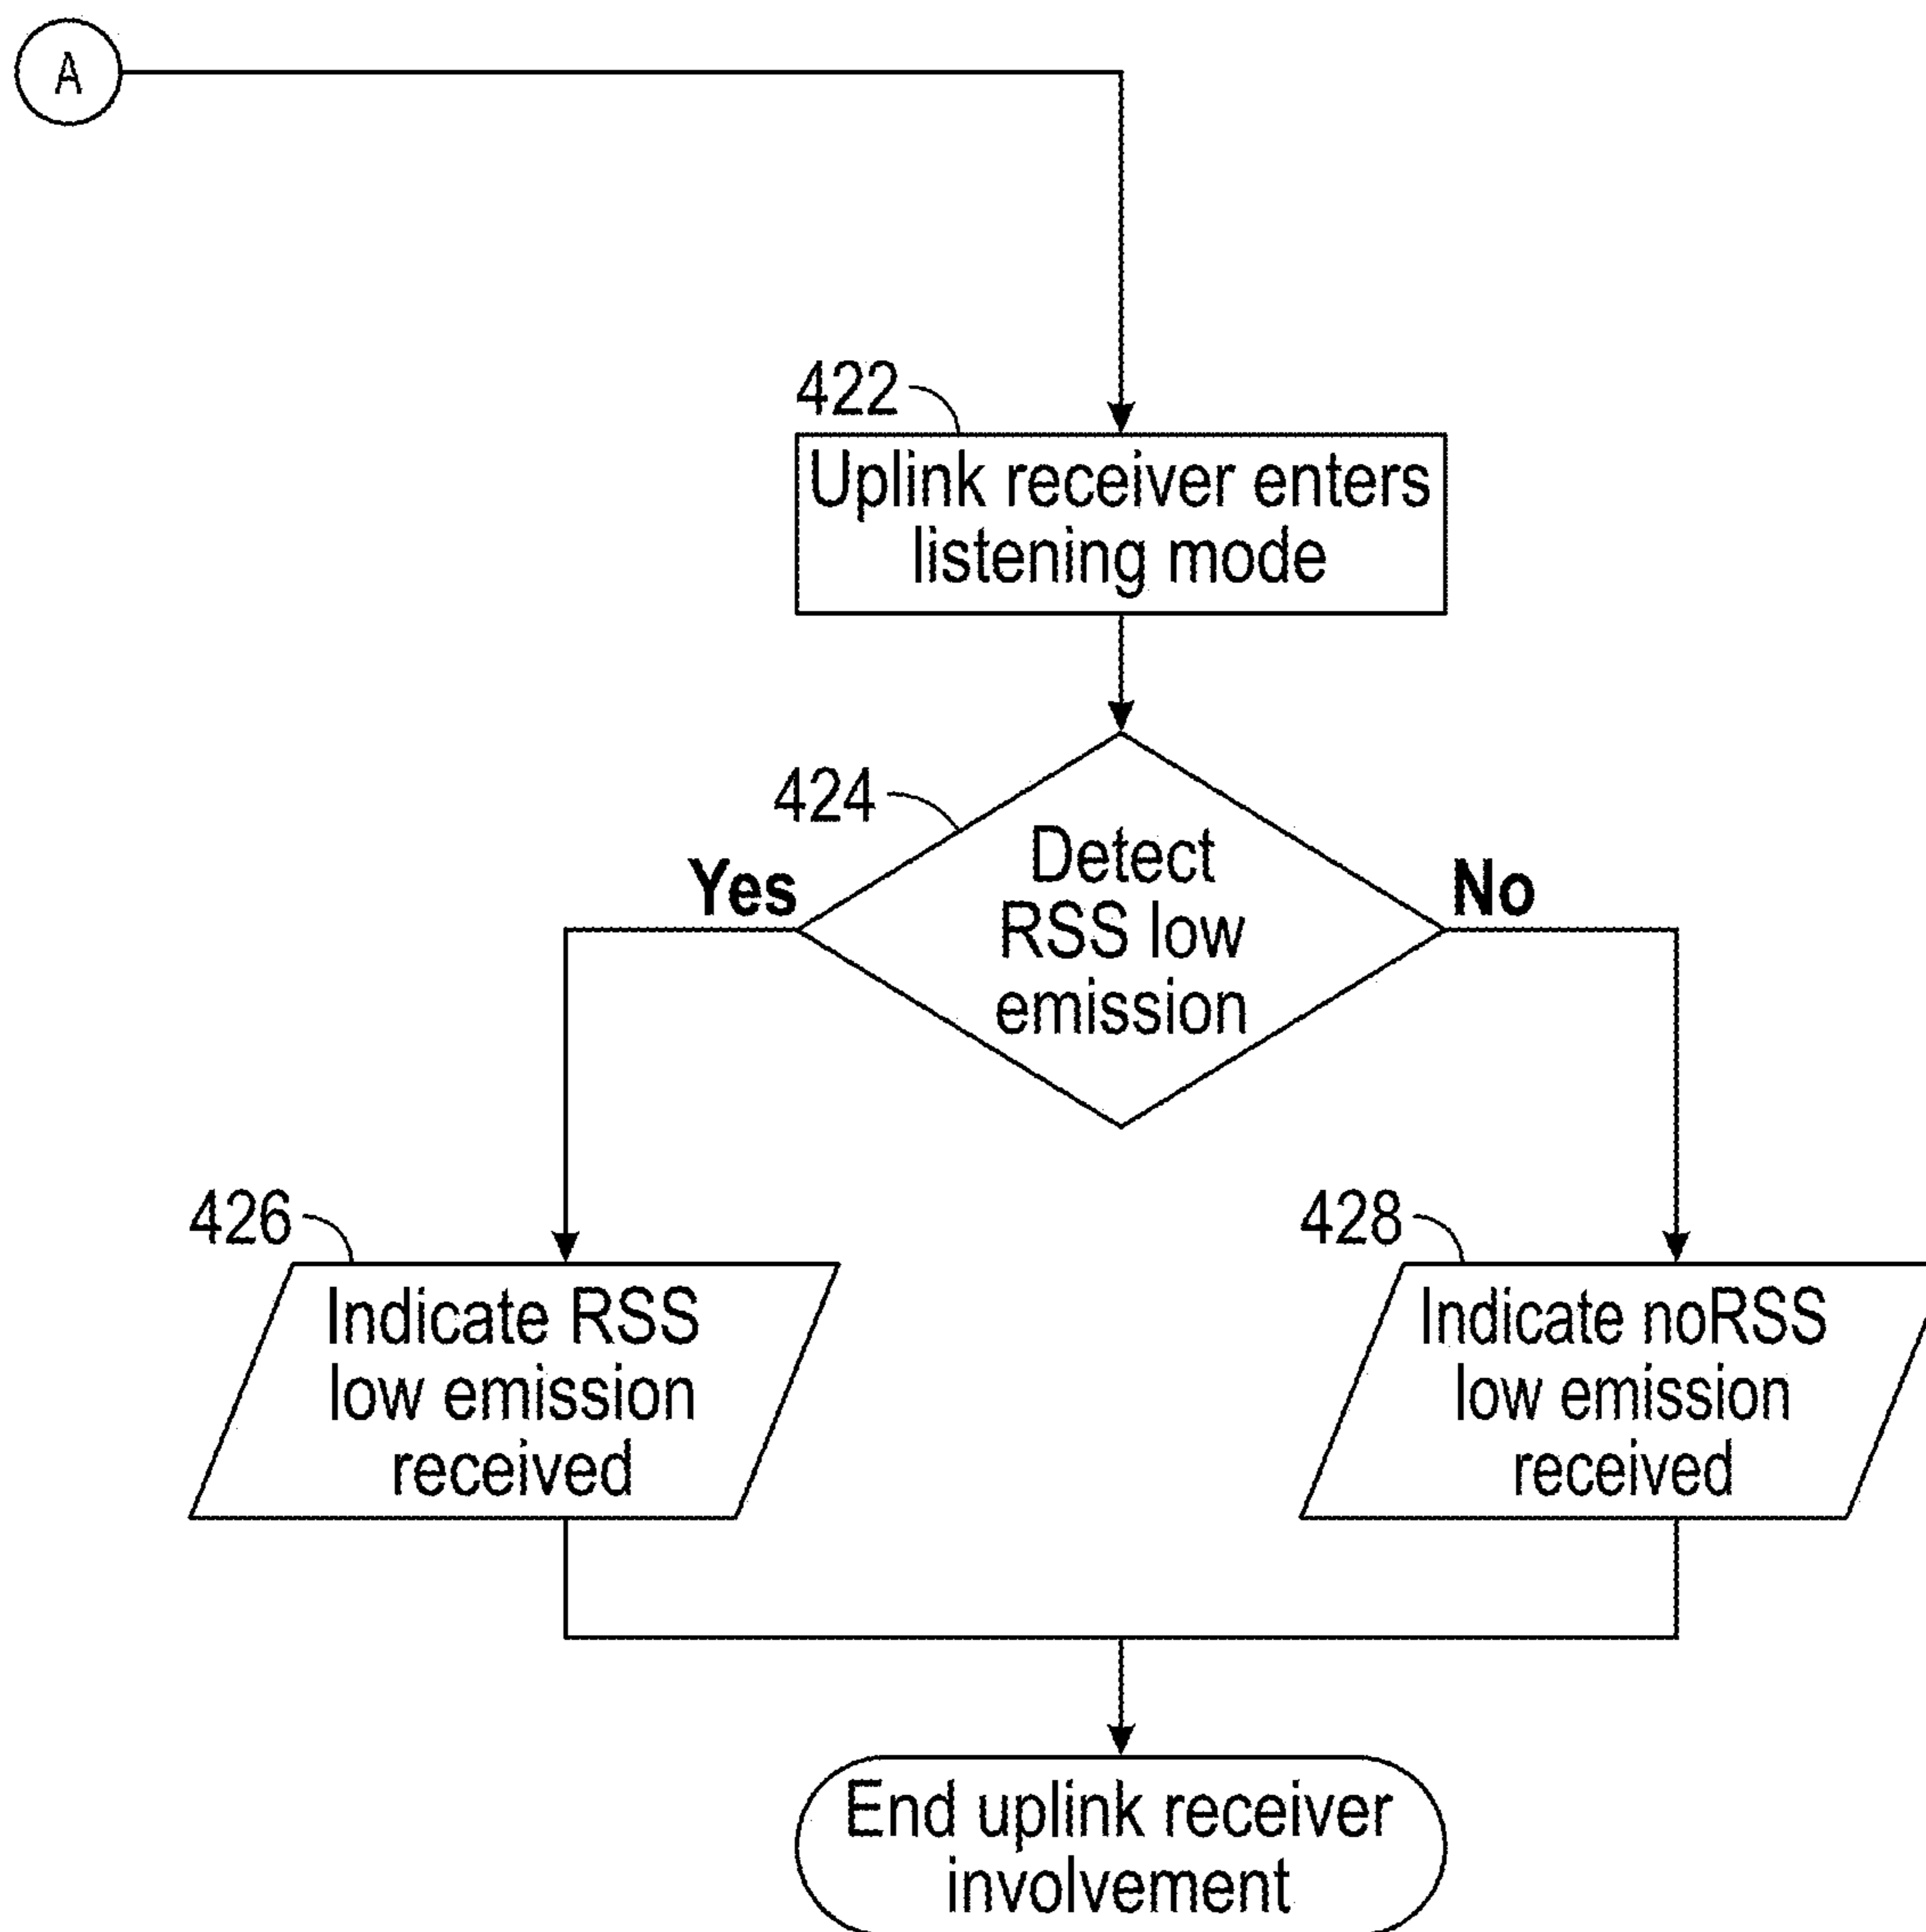 A
422
Uplink receiver enters
listening mode
424
Yes
Detect
RSS low
emission
No
426
Indicate RSS
low emission
received
428
Indicate noRSS
low emission
received
End uplink receiver
involvement